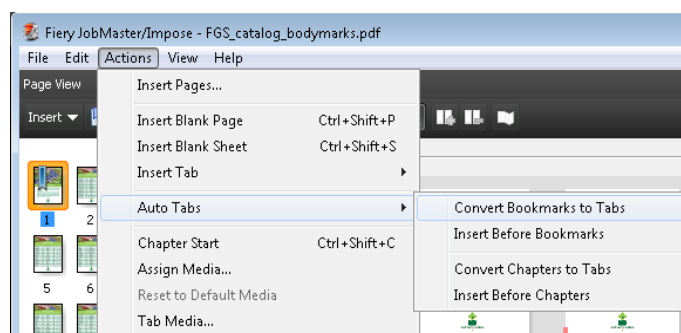 Fiery JobMaster/Impose - FGS_catalog_bodymarks.pdf
File Edit Actions View Help
Page View
Insert Pages...
Insert
Insert Blank Page Ctrl+Shift+P
Insert Blank Sheet Ctrl+Shift+S
Insert Tab
Auto Tabs
Convert Bookmarks to Tabs
1 2
Insert Before Bookmarks
Chapter Start Ctrl+Shift+C
Assign Media...
Convert Chapters to Tabs
5 6
Reset to Default Media
Insert Before Chapters
Tab Media...